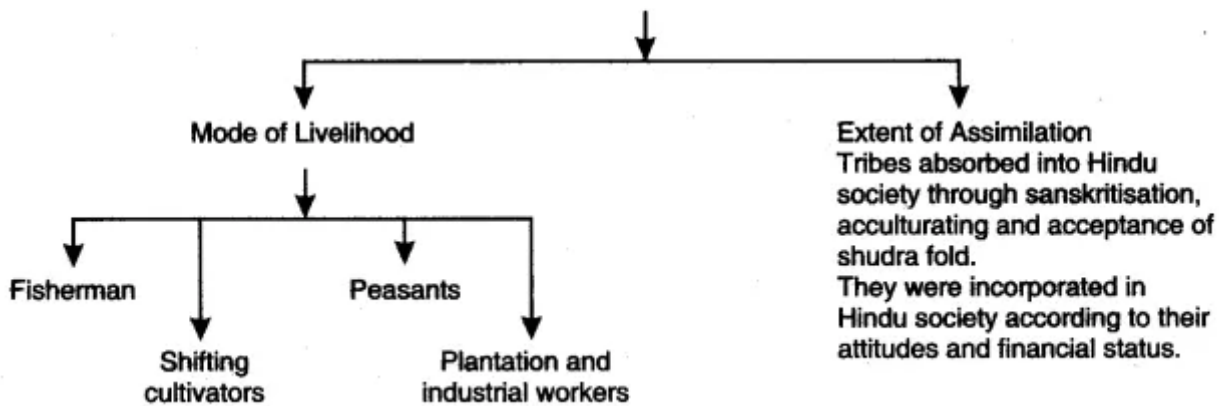 Mode of Livelihood
Fisherman
Shifting
cultivators
Peasants
Plantation and
industrial workers
Extent of Assimilation
Tribes absorbed into Hindu
society through sanskritisation,
acculturating and acceptance of
shudra fold.
They were incorporated in
Hindu society according to their
attitudes and financial status.